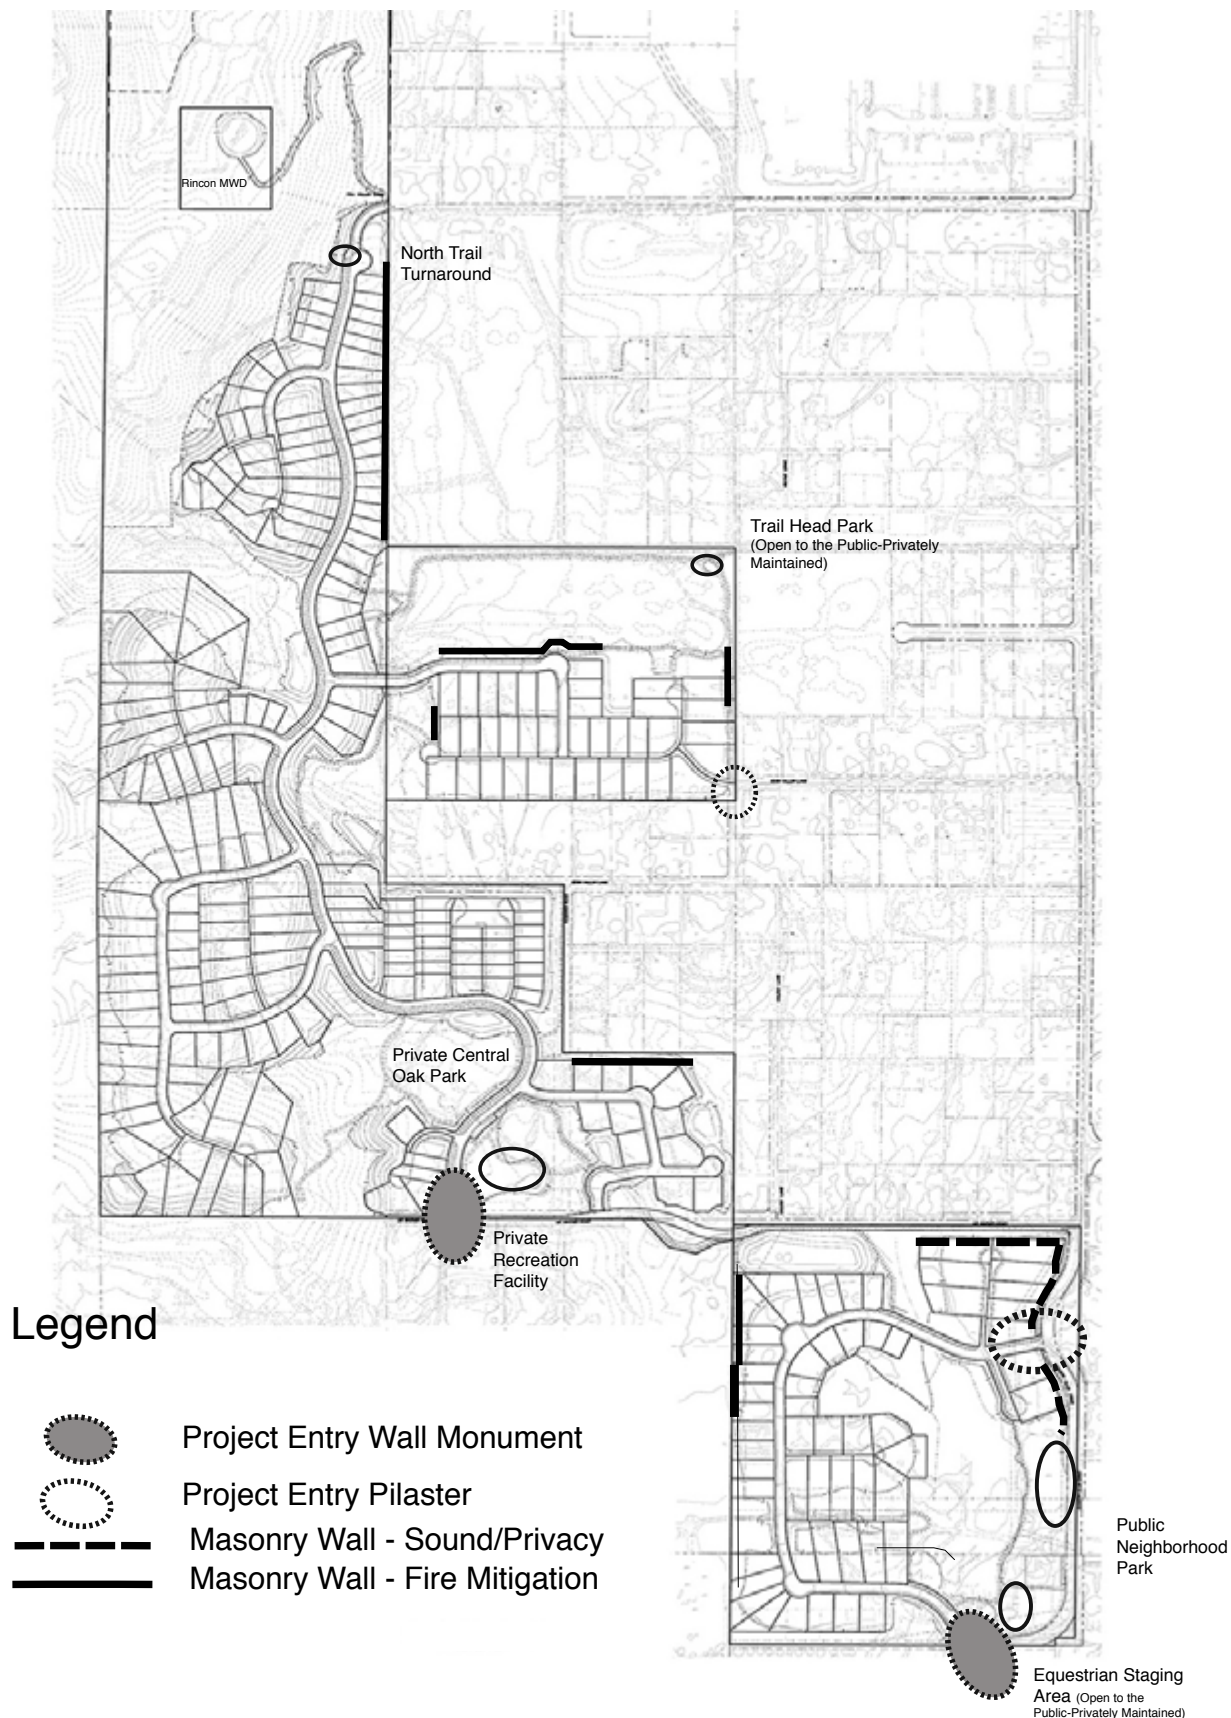 Rincon MWD
North Trail
Turnaround
Trail Head Park
(Open to the Public-Privately
Maintained)
Private Central
Oak Park
Private
Recreation
Facility
Legend
Project Entry Wall Monument
Project Entry Pilaster
Masonry Wall - Sound/Privacy
Masonry Wall - Fire Mitigation
Public
Neighborhood
Park
Equestrian Staging
Area (Open to the
Public-Privately Maintained)